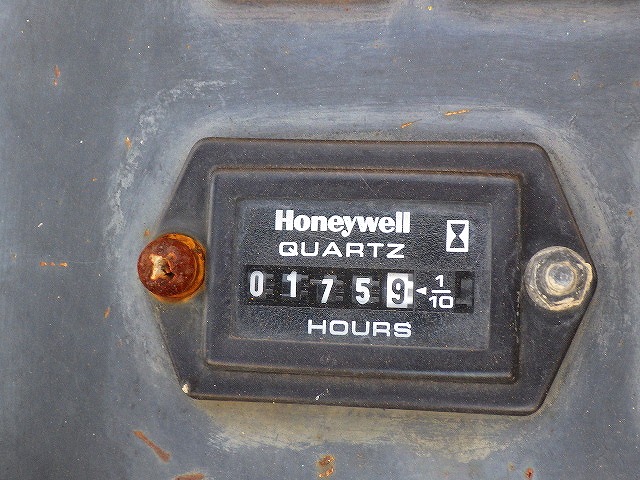 Honeywell
QUARTZ
0 1 7 5 9 ◄ 1/10
HOURS